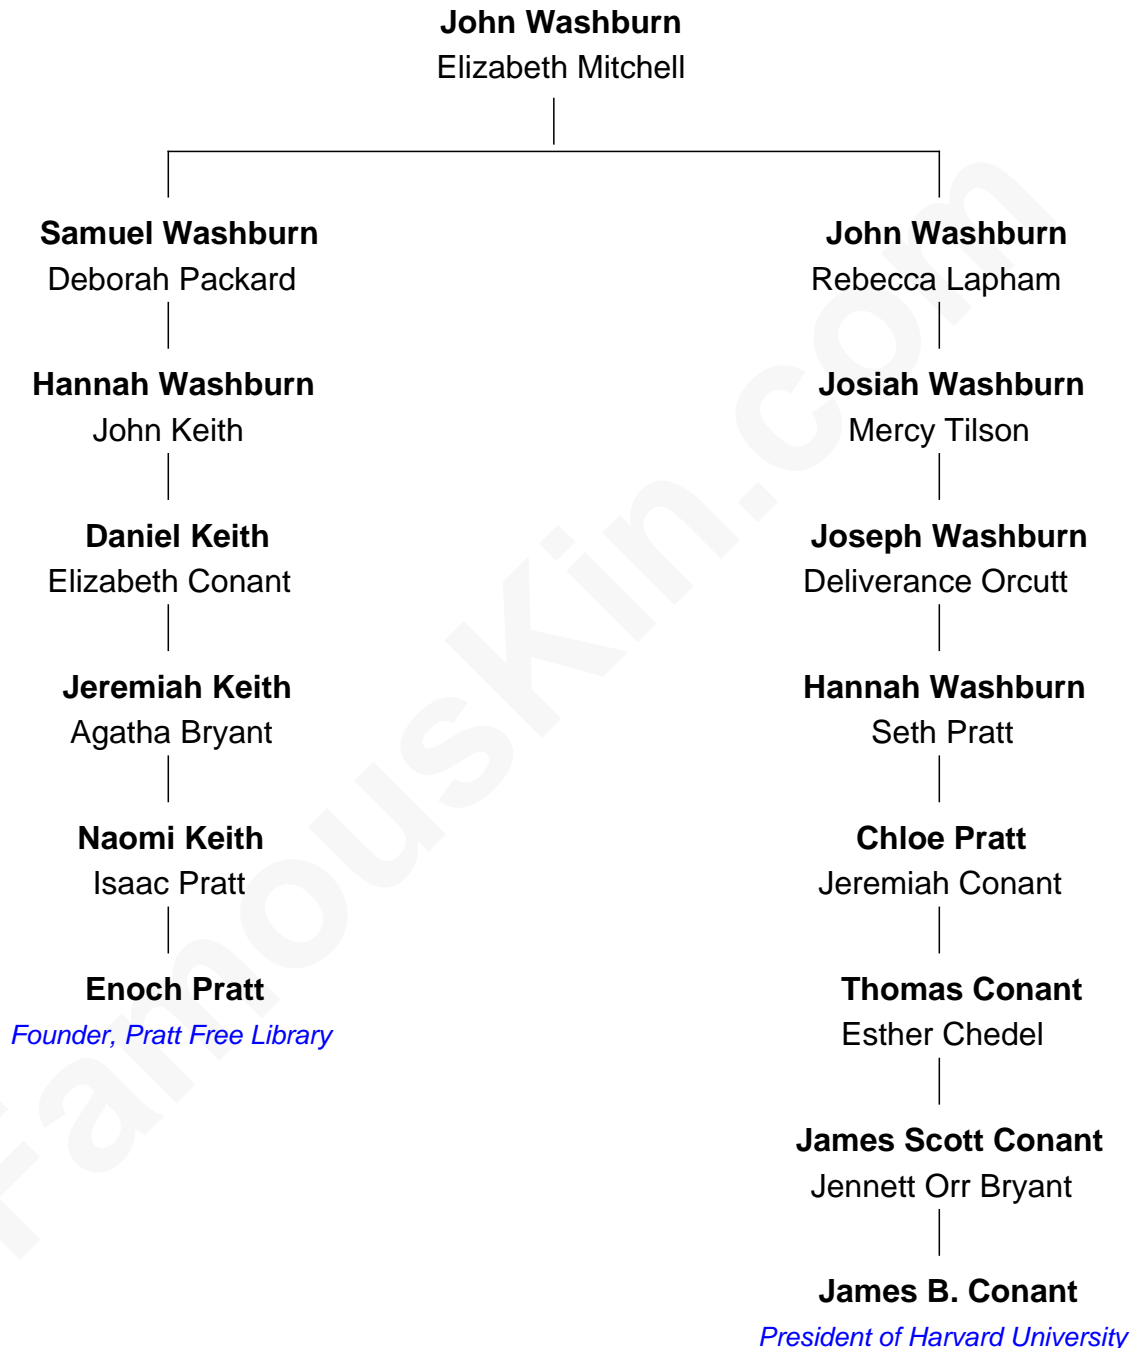 John Washburn
Elizabeth Mitchell
Samuel Washburn
Deborah Packard
Hannah Washburn
John Keith
Daniel Keith
Elizabeth Conant
Jeremiah Keith
Agatha Bryant
Naomi Keith
Isaac Pratt
Enoch Pratt
Founder, Pratt Free Library
John Washburn
Rebecca Lapham
Josiah Washburn
Mercy Tilson
Joseph Washburn
Deliverance Orcutt
Hannah Washburn
Seth Pratt
Chloe Pratt
Jeremiah Conant
Thomas Conant
Esther Chedel
James Scott Conant
Jennett Orr Bryant
James B. Conant
President of Harvard University
FamousKin.com